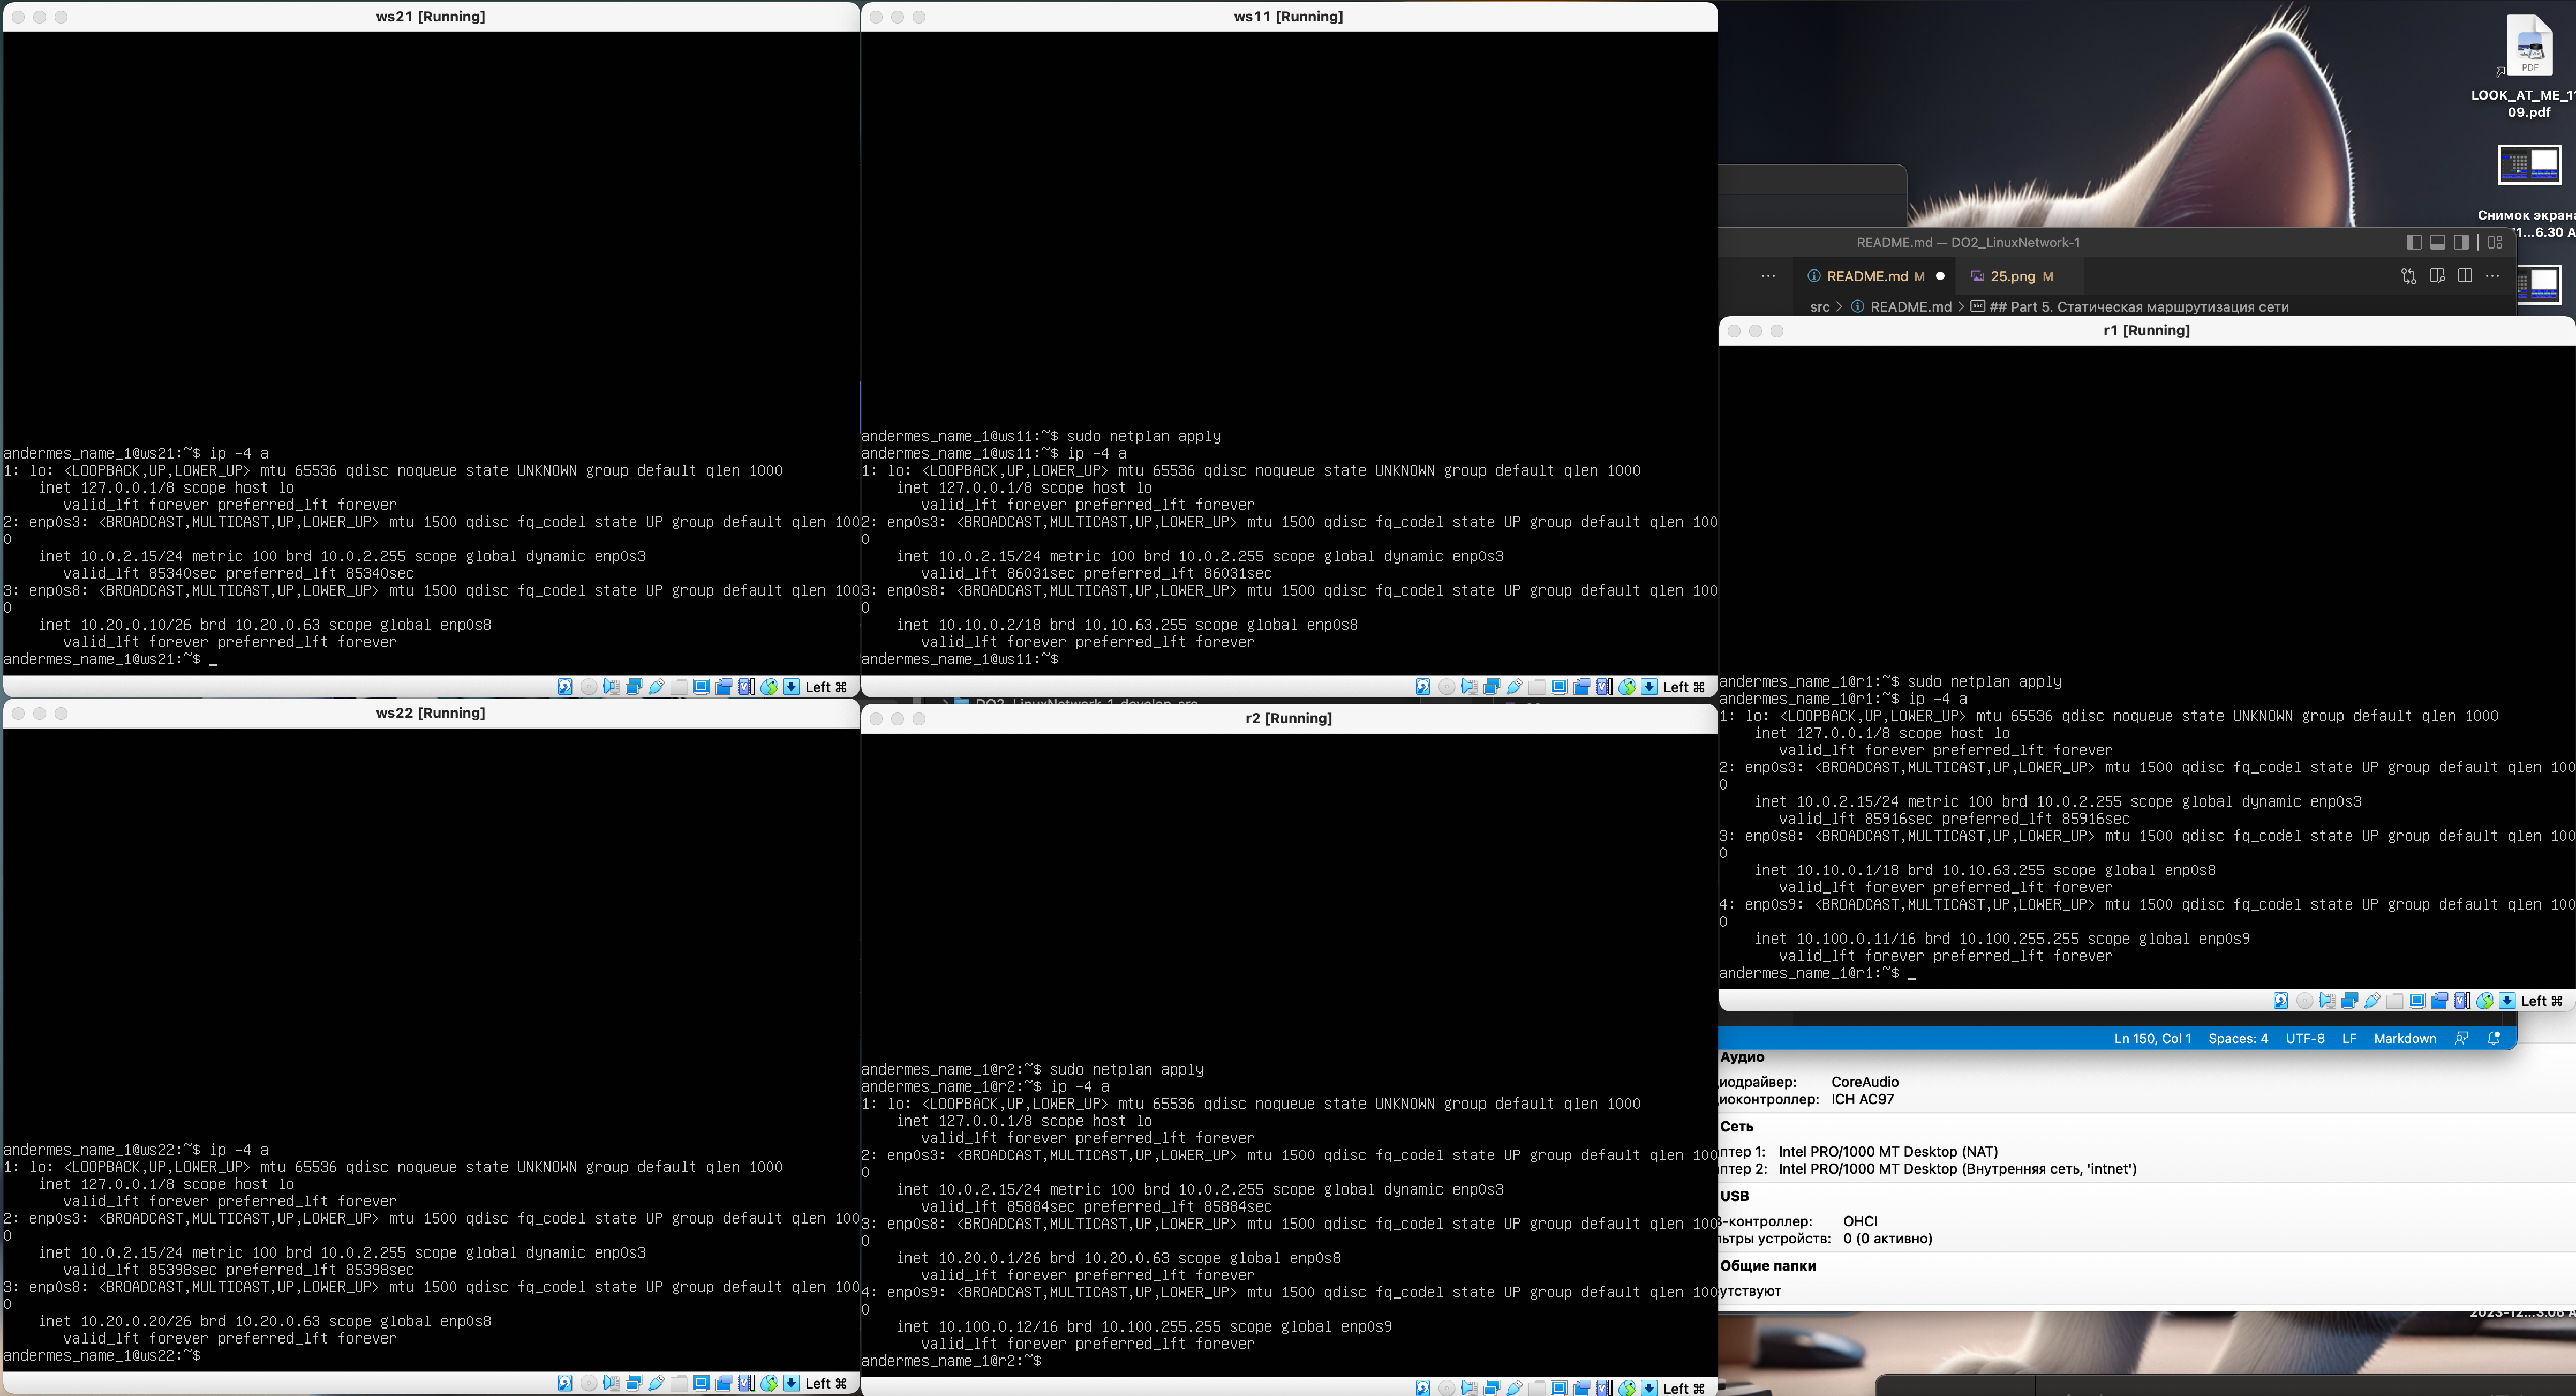 ws21 [Running]
andermes_name_1@ws21:~$ ip -4 a
1: lo: <LOOPBACK,UP,LOWER_UP> mtu 65536 qdisc noqueue state UNKNOWN group default qlen 1000
inet 127.0.0.1/8 scope host lo
valid_lft forever preferred_lft forever
2: enp0s3: <BROADCAST,MULTICAST,UP,LOWER_UP> mtu 1500 qdisc fq_codel state UP group default qlen 100
0
inet 10.0.2.15/24 metric 100 brd 10.0.2.255 scope global dynamic enp0s3
valid_lft 85340sec preferred_lft 85340sec
3: enp0s8: <BROADCAST,MULTICAST,UP,LOWER_UP> mtu 1500 qdisc fq_codel state UP group default qlen 100
0
inet 10.20.0.10/26 brd 10.20.0.63 scope global enp0s8
valid_lft forever preferred_lft forever
andermes_name_1@ws21:~$ _
Left ⌘
ws11 [Running]
andermes_name_1@ws11:~$ sudo netplan apply
andermes_name_1@ws11:~$ ip -4 a
1: lo: <LOOPBACK,UP,LOWER_UP> mtu 65536 qdisc noqueue state UNKNOWN group default qlen 1000
inet 127.0.0.1/8 scope host lo
valid_lft forever preferred_lft forever
2: enp0s3: <BROADCAST,MULTICAST,UP,LOWER_UP> mtu 1500 qdisc fq_codel state UP group default qlen 100
0
inet 10.0.2.15/24 metric 100 brd 10.0.2.255 scope global dynamic enp0s3
valid_lft 86031sec preferred_lft 86031sec
3: enp0s8: <BROADCAST,MULTICAST,UP,LOWER_UP> mtu 1500 qdisc fq_codel state UP group default qlen 100
0
inet 10.10.0.2/18 brd 10.10.63.255 scope global enp0s8
valid_lft forever preferred_lft forever
andermes_name_1@ws11:~$
Left ⌘
PDF
LOOK_AT_ME_11
09.pdf
Снимок экрана
11...6.30 A
README.md — DO2_LinuxNetwork-1
README.md M
25.png M
src > README.md > ## Part 5. Статическая маршрутизация сети
r1 [Running]
andermes_name_1@r1:~$ sudo netplan apply
andermes_name_1@r1:~$ ip -4 a
1: lo: <LOOPBACK,UP,LOWER_UP> mtu 65536 qdisc noqueue state UNKNOWN group default qlen 1000
inet 127.0.0.1/8 scope host lo
valid_lft forever preferred_lft forever
2: enp0s3: <BROADCAST,MULTICAST,UP,LOWER_UP> mtu 1500 qdisc fq_codel state UP group default qlen 100
0
inet 10.0.2.15/24 metric 100 brd 10.0.2.255 scope global dynamic enp0s3
valid_lft 85916sec preferred_lft 85916sec
3: enp0s8: <BROADCAST,MULTICAST,UP,LOWER_UP> mtu 1500 qdisc fq_codel state UP group default qlen 100
0
inet 10.10.0.1/18 brd 10.10.63.255 scope global enp0s8
valid_lft forever preferred_lft forever
4: enp0s9: <BROADCAST,MULTICAST,UP,LOWER_UP> mtu 1500 qdisc fq_codel state UP group default qlen 100
0
inet 10.100.0.11/16 brd 10.100.255.255 scope global enp0s9
valid_lft forever preferred_lft forever
andermes_name_1@r1:~$ _
Left ⌘
ws22 [Running]
andermes_name_1@ws22:~$ ip -4 a
1: lo: <LOOPBACK,UP,LOWER_UP> mtu 65536 qdisc noqueue state UNKNOWN group default qlen 1000
inet 127.0.0.1/8 scope host lo
valid_lft forever preferred_lft forever
2: enp0s3: <BROADCAST,MULTICAST,UP,LOWER_UP> mtu 1500 qdisc fq_codel state UP group default qlen 100
0
inet 10.0.2.15/24 metric 100 brd 10.0.2.255 scope global dynamic enp0s3
valid_lft 85398sec preferred_lft 85398sec
3: enp0s8: <BROADCAST,MULTICAST,UP,LOWER_UP> mtu 1500 qdisc fq_codel state UP group default qlen 100
0
inet 10.20.0.20/26 brd 10.20.0.63 scope global enp0s8
valid_lft forever preferred_lft forever
andermes_name_1@ws22:~$
Left ⌘
r2 [Running]
andermes_name_1@r2:~$ sudo netplan apply
andermes_name_1@r2:~$ ip -4 a
1: lo: <LOOPBACK,UP,LOWER_UP> mtu 65536 qdisc noqueue state UNKNOWN group default qlen 1000
inet 127.0.0.1/8 scope host lo
valid_lft forever preferred_lft forever
2: enp0s3: <BROADCAST,MULTICAST,UP,LOWER_UP> mtu 1500 qdisc fq_codel state UP group default qlen 100
0
inet 10.0.2.15/24 metric 100 brd 10.0.2.255 scope global dynamic enp0s3
valid_lft 85884sec preferred_lft 85884sec
3: enp0s8: <BROADCAST,MULTICAST,UP,LOWER_UP> mtu 1500 qdisc fq_codel state UP group default qlen 100
0
inet 10.20.0.1/26 brd 10.20.0.63 scope global enp0s8
valid_lft forever preferred_lft forever
4: enp0s9: <BROADCAST,MULTICAST,UP,LOWER_UP> mtu 1500 qdisc fq_codel state UP group default qlen 100
0
inet 10.100.0.12/16 brd 10.100.255.255 scope global enp0s9
valid_lft forever preferred_lft forever
andermes_name_1@r2:~$
Left ⌘
Ln 150, Col 1 Spaces: 4 UTF-8 LF Markdown
Аудио
иодрайвер: CoreAudio
иоконтроллер: ICH AC97
Сеть
птер 1: Intel PRO/1000 MT Desktop (NAT)
птер 2: Intel PRO/1000 MT Desktop (Внутренняя сеть, 'intnet')
USB
-контроллер: OHCI
льтры устройств: 0 (0 активно)
Общие папки
утствуют